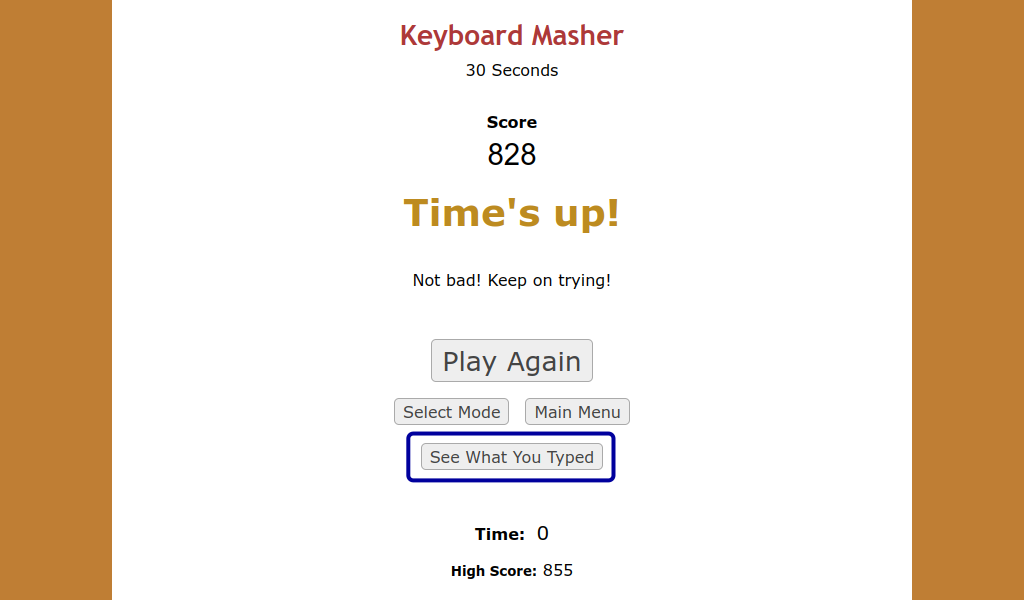 Keyboard Masher
30 Seconds
Score
828
Time's up!
Not bad! Keep on trying!
Play Again
Select Mode Main Menu
See What You Typed
Time: 0
High Score: 855